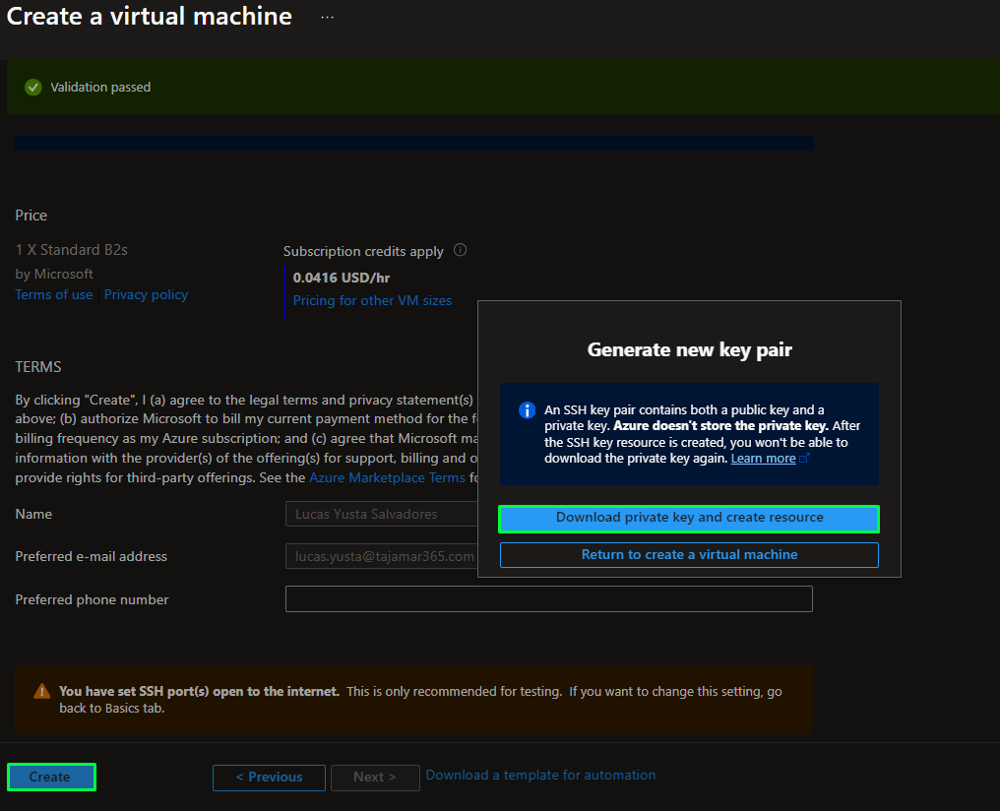 Create a virtual machine ...
Validation passed
Price
1 X Standard B2s
by Microsoft
Terms of use | Privacy policy
Subscription credits apply
0.0416 USD/hr
Pricing for other VM sizes
TERMS
By clicking "Create", I (a) agree to the legal terms and privacy statement(s)
above; (b) authorize Microsoft to bill my current payment method for the
billing frequency as my Azure subscription; and (c) agree that Microsoft
information with the provider(s) of the offering(s) for support, billing and
provide rights for third-party offerings. See the Azure Marketplace Terms
Name
Lucas Yusta Salvadores
Preferred e-mail address
lucas.yusta@tajamar365.com
Preferred phone number
Generate new key pair
An SSH key pair contains both a public key and a
private key. Azure doesn't store the private key. After
the SSH key resource is created, you won't be able to
download the private key again. Learn more
Download private key and create resource
Return to create a virtual machine
You have set SSH port(s) open to the internet. This is only recommended for testing. If you want to change this setting, go
back to Basics tab.
Create
< Previous
Next >
Download a template for automation